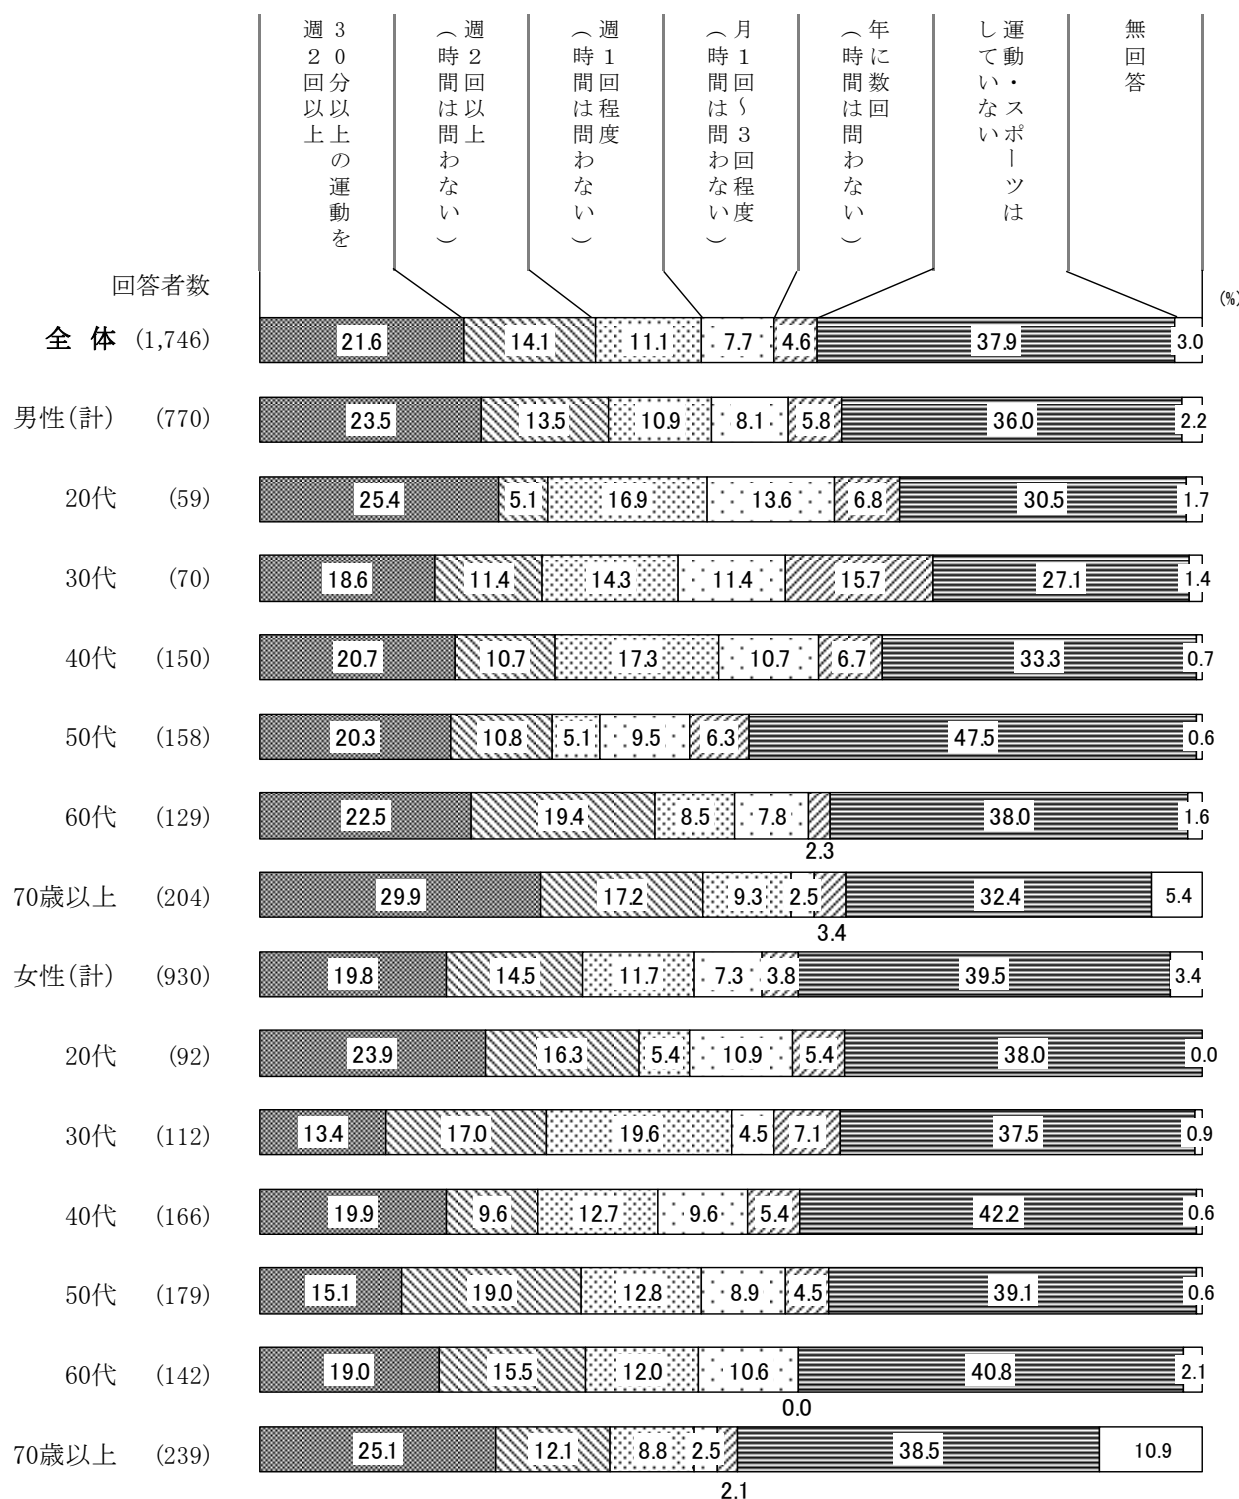 30分以上の運動を
週2回以上
週2回以上
(時間は問わない)
週1回程度
(時間は問わない)
月1回~3回程度
(時間は問わない)
年に数回
(時間は問わない)
運動・スポーツは
していない
無回答
回答者数
(%)
全 体 (1,746) 21.6 14.1 11.1 7.7 4.6 37.9 3.0
男性(計) (770) 23.5 13.5 10.9 8.1 5.8 36.0 2.2
20代 (59) 25.4 5.1 16.9 13.6 6.8 30.5 1.7
30代 (70) 18.6 11.4 14.3 11.4 15.7 27.1 1.4
40代 (150) 20.7 10.7 17.3 10.7 6.7 33.3 0.7
50代 (158) 20.3 10.8 5.1 9.5 6.3 47.5 0.6
60代 (129) 22.5 19.4 8.5 7.8 38.0 1.6
2.3
70歳以上 (204) 29.9 17.2 9.3 2.5 32.4 5.4
3.4
女性(計) (930) 19.8 14.5 11.7 7.3 3.8 39.5 3.4
20代 (92) 23.9 16.3 5.4 10.9 5.4 38.0 0.0
30代 (112) 13.4 17.0 19.6 4.5 7.1 37.5 0.9
40代 (166) 19.9 9.6 12.7 9.6 5.4 42.2 0.6
50代 (179) 15.1 19.0 12.8 8.9 4.5 39.1 0.6
60代 (142) 19.0 15.5 12.0 10.6 40.8 2.1
0.0
70歳以上 (239) 25.1 12.1 8.8 2.5 38.5 10.9
2.1